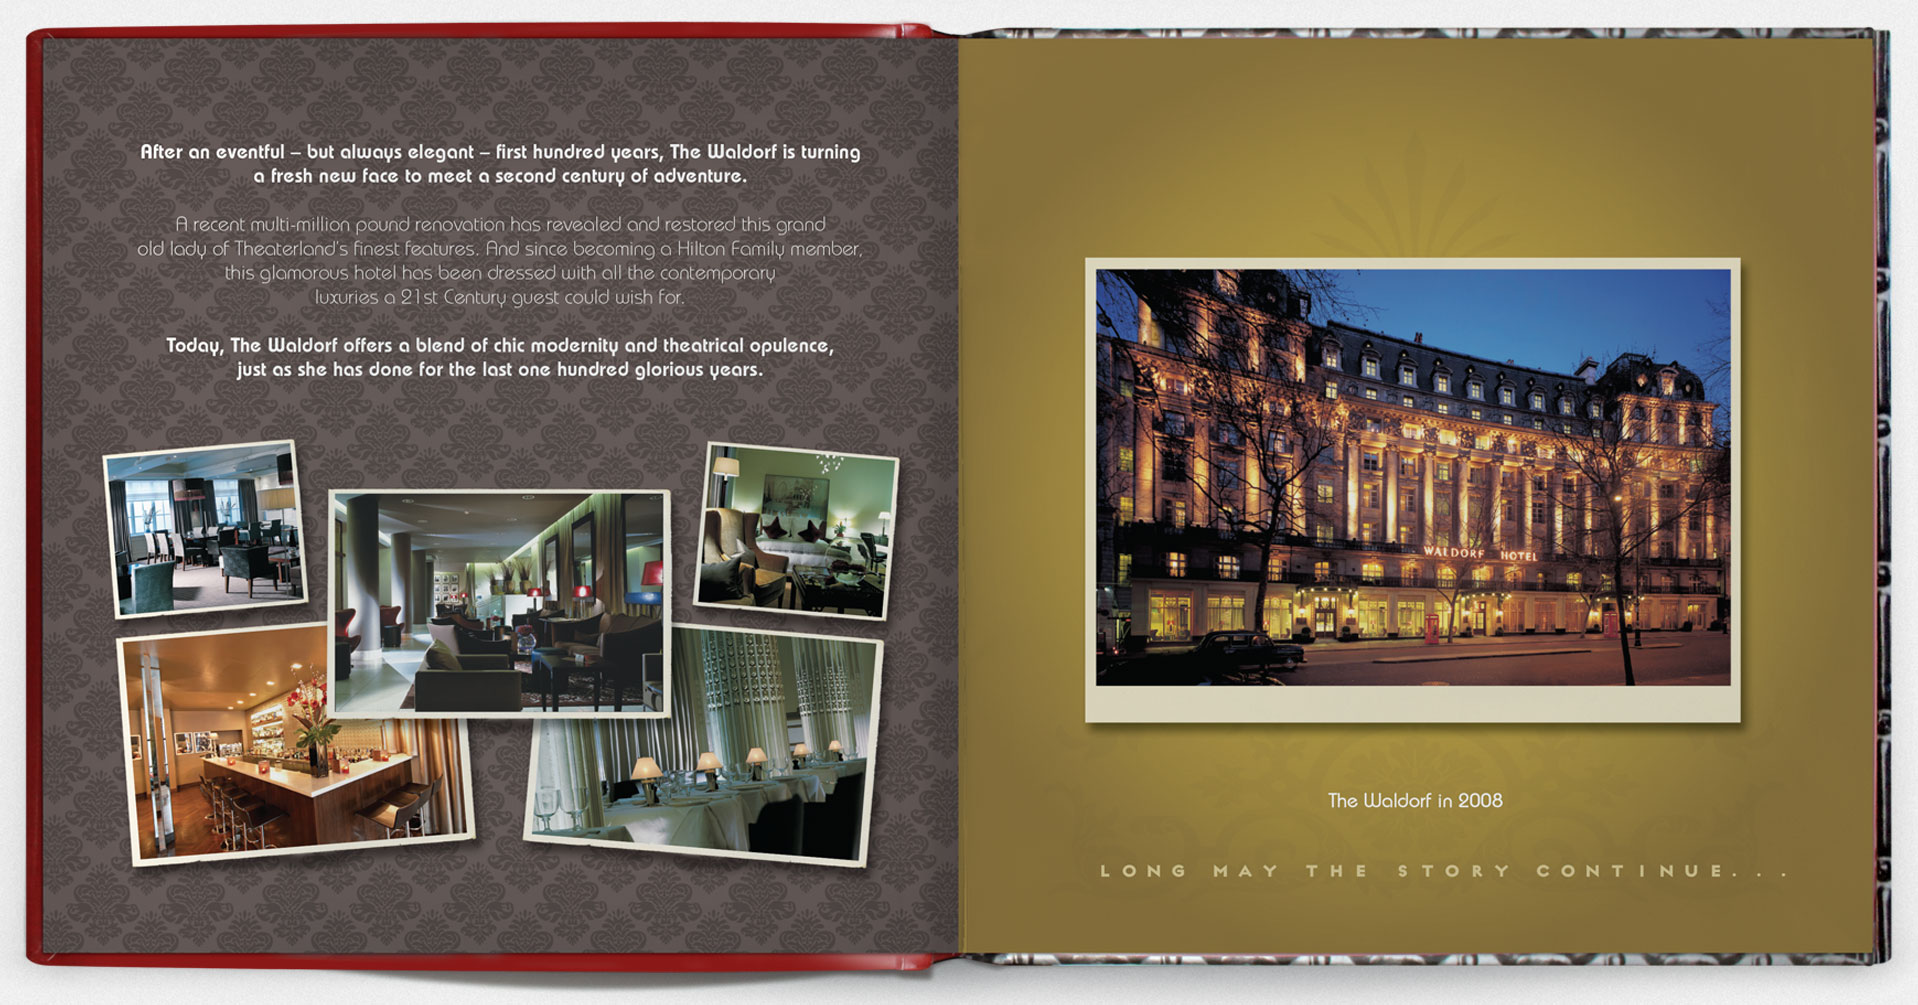 After an eventful – but always elegant – first hundred years, The Waldorf is turning
a fresh new face to meet a second century of adventure.
A recent multi-million pound renovation has revealed and restored this grand
old lady of Theaterland's finest features. And since becoming a Hilton Family member,
this glamorous hotel has been dressed with all the contemporary
luxuries a 21st Century guest could wish for.
Today, The Waldorf offers a blend of chic modernity and theatrical opulence,
just as she has done for the last one hundred glorious years.
WALDORF HOTEL
The Waldorf in 2008
LONG MAY THE STORY CONTINUE...